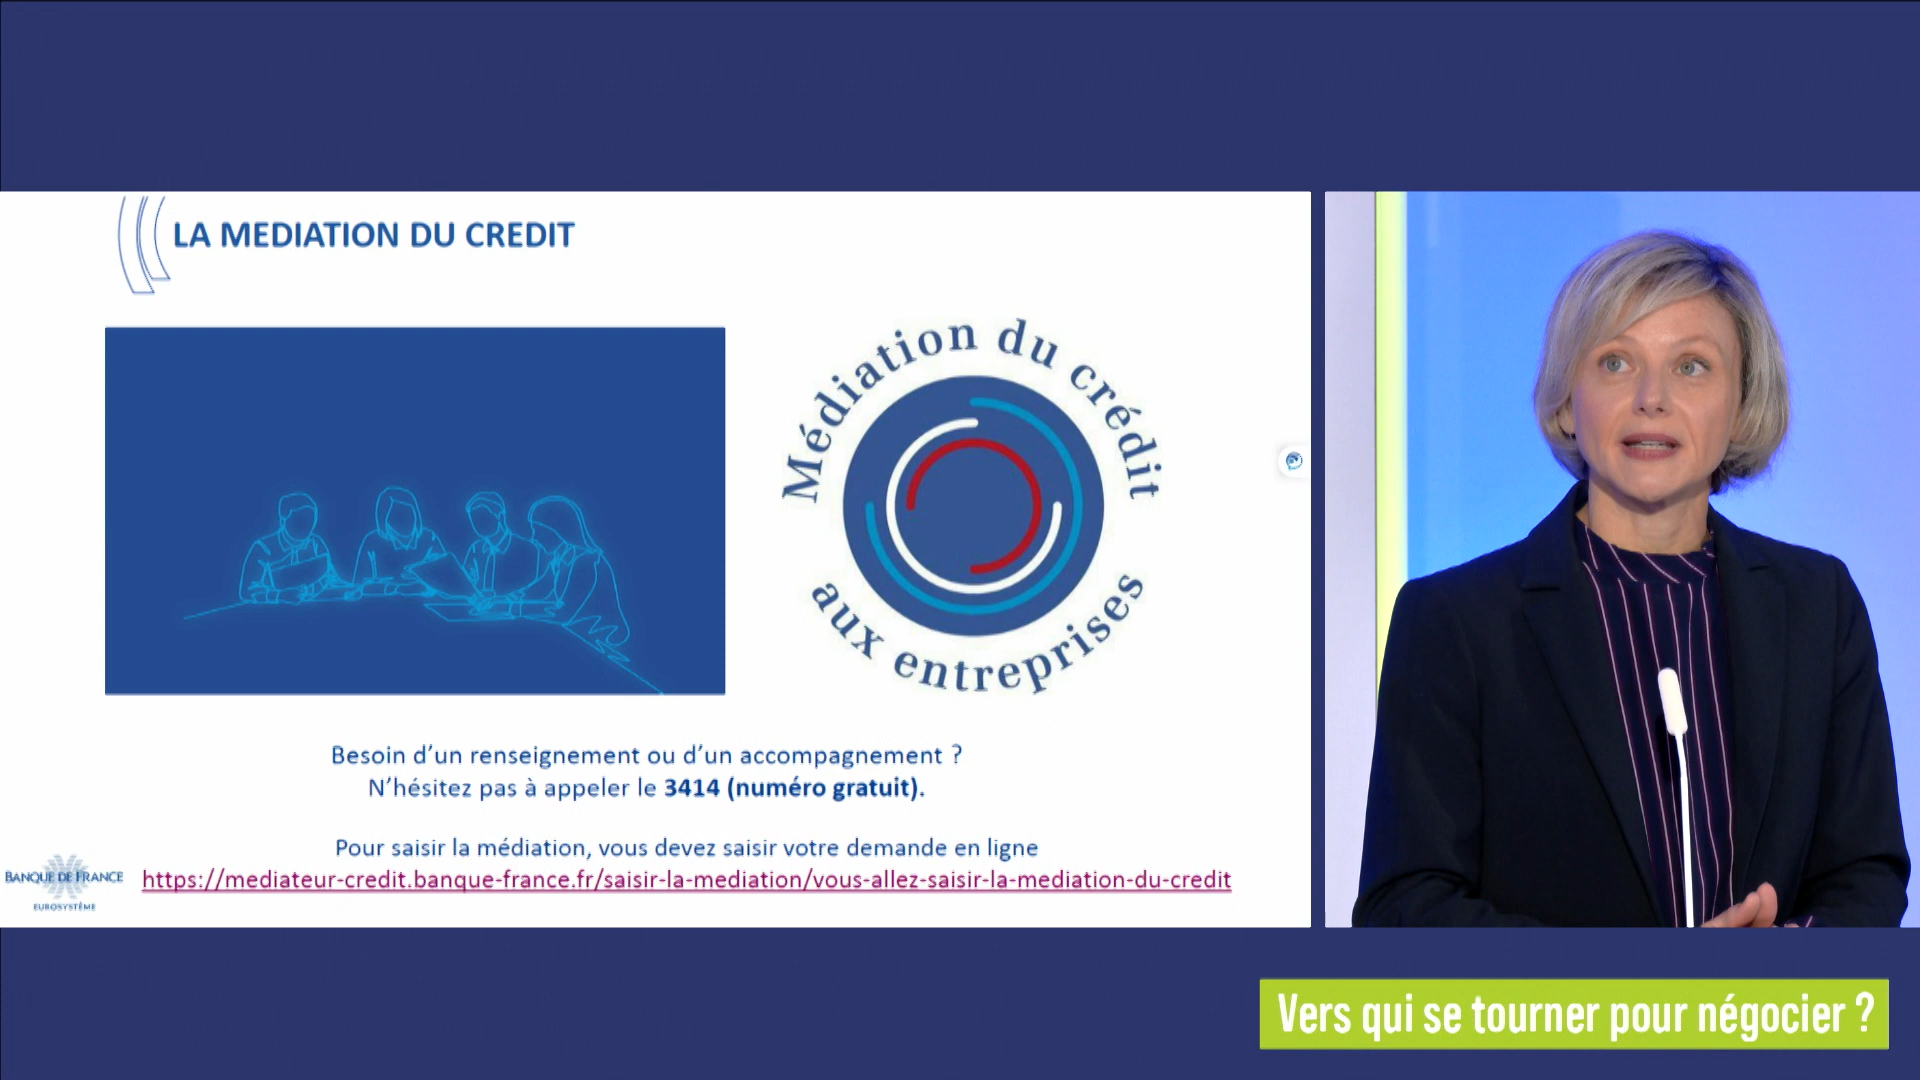 LA MEDIATION DU CREDIT
Médiation du crédit
aux entreprises
Besoin d’un renseignement ou d’un accompagnement ?
N’hésitez pas à appeler le 3414 (numéro gratuit).
Pour saisir la médiation, vous devez saisir votre demande en ligne
https://mediateur-credit.banque-france.fr/saisir-la-mediation/vous-allez-saisir-la-mediation-du-credit
BANQUE DE FRANCE
EUROSYSTÈME
Vers qui se tourner pour négocier ?